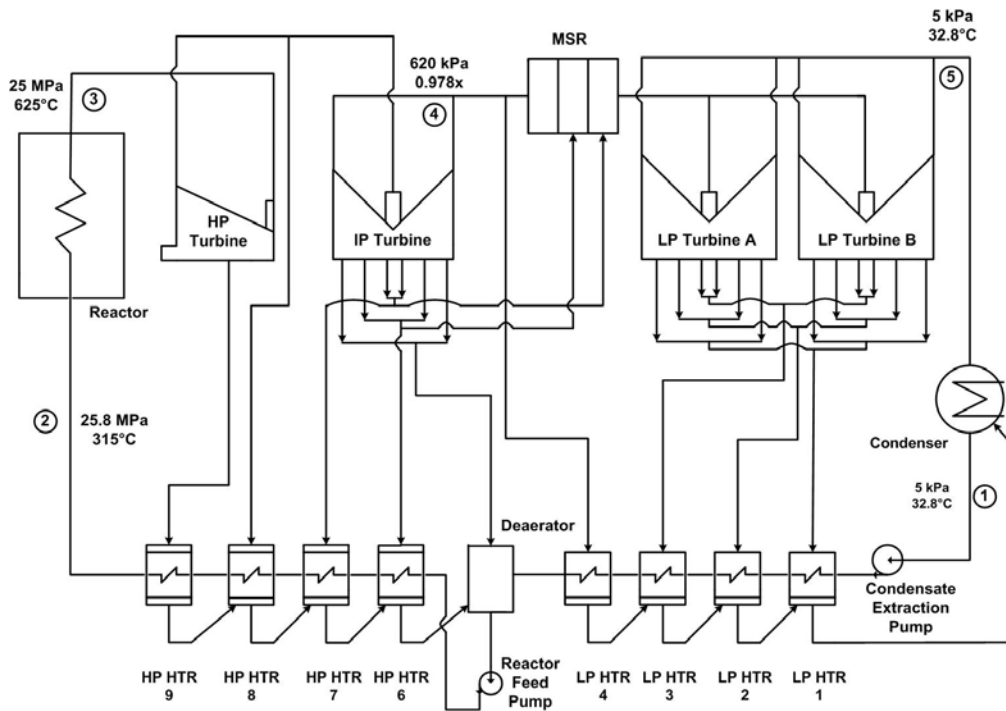 5 kPa
32.8°C
MSR
620 kPa
0.978x
25 MPa
625°C
3
4
5
HP
Turbine
IP Turbine
LP Turbine A
LP Turbine B
Reactor
2
25.8 MPa
315°C
Condenser
5 kPa
32.8°C
1
Deaerator
Condensate
Extraction
Pump
Reactor
Feed
Pump
HP HTR
9
HP HTR
8
HP HTR
7
HP HTR
6
LP HTR
4
LP HTR
3
LP HTR
2
LP HTR
1